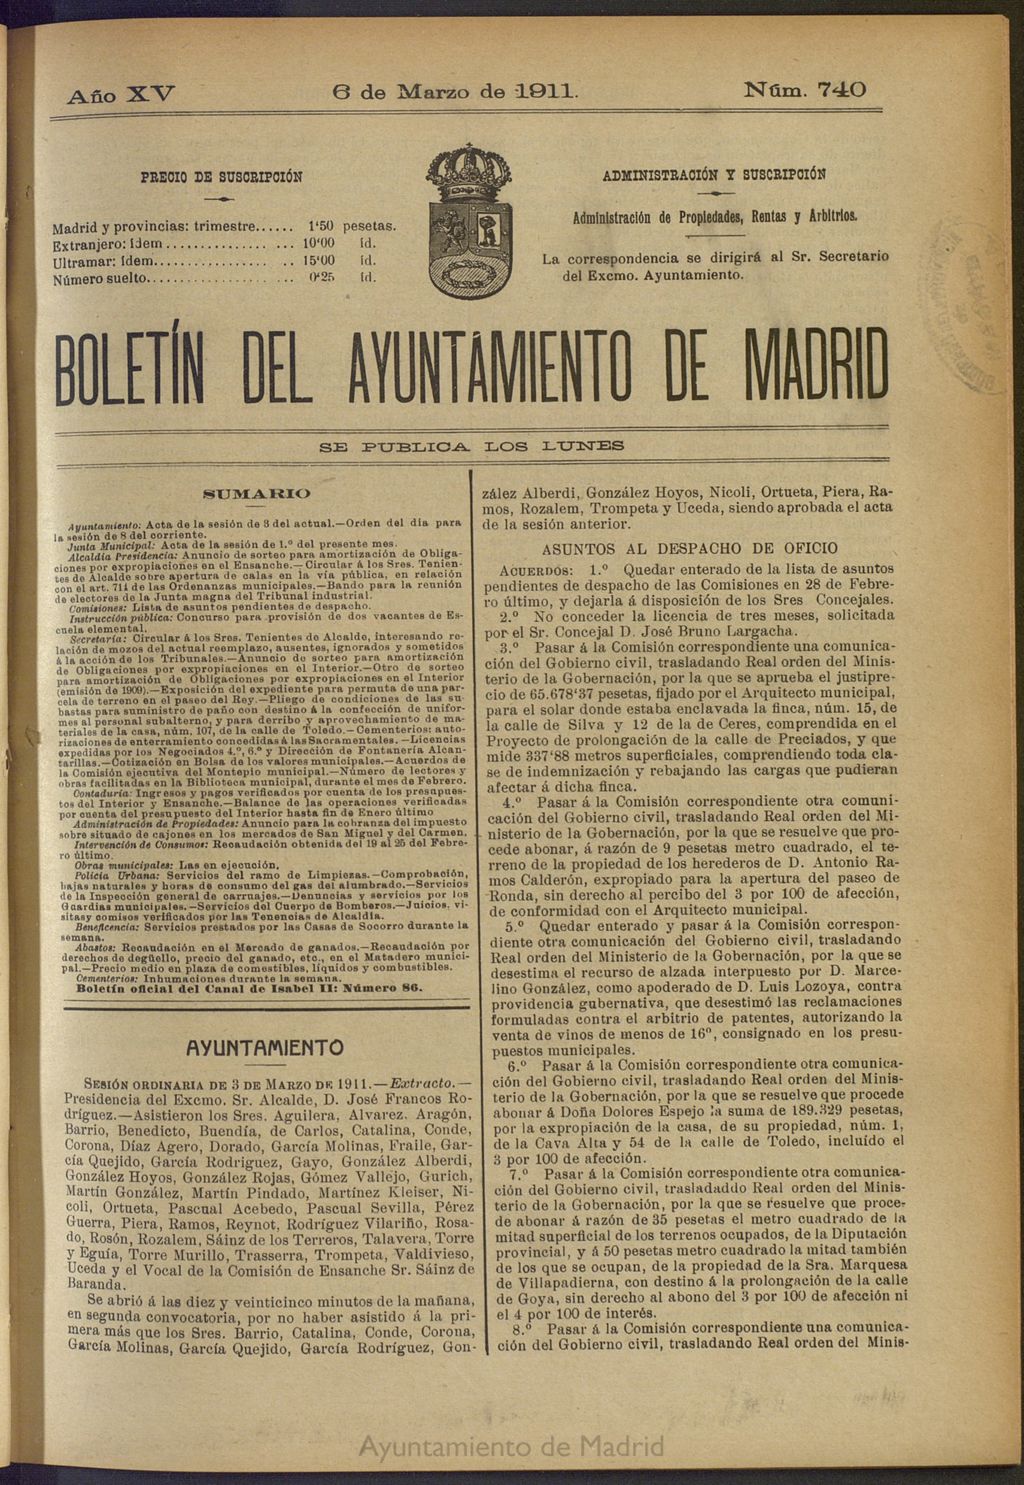 Año XV
6 de Marzo de 1911.
Núm. 740
PRECIO DE SUSCRIPCIÓN
Madrid y provincias: trimestre...... 1‘50 pesetas.
Extranjero: Idem............... ... 10‘00 íd.
Ultramar: ídem................. .. 15‘00 íd.
Número suelto.................. ... 0‘25 íd.
ADMINISTRACIÓN Y SUSCRIPCIÓN
Administración de Propiedades, Rentas y Arbitrios.
La correspondencia se dirigirá al Sr. Secretario
del Excmo. Ayuntamiento.
BOLETÍN DEL AYUNTAMIENTO DE MADRID
SE PUBLICA LOS LUNES
SUMARIO
Ayuntamiento: Acta de la sesión de 3 del actual.—Orden del día para
la sesión de 8 del corriente.
Junta Municipal: Acta de la sesión de 1.º del presente mes.
Alcaldía Presidencia: Anuncio de sorteo para amortización de Obliga-
ciones por expropiaciones en el Ensanche.—Circular á los Sres. Tenien-
tes de Alcalde sobre apertura de calas en la vía pública, en relación
con el art. 711 de las Ordenanzas municipales.—Bando para la reunión
de electores de la Junta magna del Tribunal industrial.
Comisiones: Lista de asuntos pendientes de despacho.
Instrucción pública: Concurso para provisión de dos vacantes de Es-
cuela elemental.
Secretaría: Circular á los Sres. Tenientes de Alcalde, interesando re-
lación de mozos del actual reemplazo, ausentes, ignorados y sometidos
á la acción de los Tribunales.—Anuncio de sorteo para amortización
de Obligaciones por expropiaciones en el Interior.—Otro de sorteo
para amortización de Obligaciones por expropiaciones en el Interior
(emisión de 1909).—Exposición del expediente para permuta de una par-
cela de terreno en el paseo del Rey.—Pliego de condiciones de las su
bastas para suministro de paño con destino á la confección de unifor-
mes al personal subalterno, y para derribo y aprovechamiento de ma-
teriales de la casa, núm. 107, de la calle de Toledo.—Cementerios: auto-
rizaciones de enterramiento concedidas á las Sacramentales.—Licencias
expedidas por los Negociados 4.º, 6.º y Dirección de Fontanería Alcan-
tarillas.—Cotización en Bolsa de los valores municipales.—Acuerdos de
la Comisión ejecutiva del Montepío municipal.—Número de lectores y
obras facilitadas en la Biblioteca municipal, durante el mes de Febrero.
Contaduría: Ingresos y pagos verificados por cuenta de los presupues-
tos del Interior y Ensanche.—Balance de las operaciones verificadas
por cuenta del presupuesto del Interior hasta fin de Enero último
Administración de Propiedades: Anuncio para la cobranza del impuesto
sobre situado de cajones en los mercados de San Miguel y del Carmen.
Intervención de Consumos: Recaudación obtenida del 19 al 25 del Febre-
ro último.
Obras municipales: Las en ejecución.
Policía Urbana: Servicios del ramo de Limpiezas.—Comprobación,
bajas naturales y horas de consumo del gas del alumbrado.—Servicios
de la Inspección general de carruajes.—Denuncias y servicios por los
Guardias municipales.—Servicios del Cuerpo de Bomberos.—Juicios. vi-
sitas y comisos verificados por las Tenencias de Alcaldía.
Beneficencia: Servicios prestados por las Casas de Socorro durante la
semana.
Abastos: Recaudación en el Mercado de ganados.—Recaudación por
derechos de degüello, precio del ganado, etc., en el Matadero munici-
pal.—Precio medio en plaza de comestibles, líquidos y combustibles.
Cementerios: Inhumaciones durante la semana.
Boletín oficial del Canal de Isabel II: Número 86.
AYUNTAMIENTO
SESIÓN ORDINARIA DE 3 DE MARZO DE 1911.—Extracto.—
Presidencia del Excmo. Sr. Alcalde, D. José Francos Ro-
dríguez.—Asistieron los Sres. Aguilera, Alvarez. Aragón,
Barrio, Benedicto, Buendía, de Carlos, Catalina, Conde,
Corona, Díaz Agero, Dorado, García Molinas, Fraile, Gar-
cía Quejido, García Rodriguez, Gayo, González Alberdi,
González Hoyos, González Rojas, Gómez Vallejo, Gurich,
Martín González, Martín Pindado, Martínez Kleiser, Ni-
coli, Ortueta, Pascual Acebedo, Pascual Sevilla, Pérez
Guerra, Piera, Ramos, Reynot, Rodríguez Vilariño, Rosa-
do, Rosón, Rozalem, Sáinz de los Terreros, Talavera, Torre
y Eguía, Torre Murillo, Trasserra, Trompeta, Valdivieso,
Uceda y el Vocal de la Comisión de Ensanche Sr. Sáinz de
Baranda.
Se abrió á las diez y veinticinco minutos de la mañana,
en segunda convocatoria, por no haber asistido á la pri-
mera más que los Sres. Barrio, Catalina, Conde, Corona,
García Molinas, García Quejido, García Rodríguez, Gon-
zález Alberdi, González Hoyos, Nicoli, Ortueta, Piera, Ra-
mos, Rozalem, Trompeta y Uceda, siendo aprobada el acta
de la sesión anterior.
ASUNTOS AL DESPACHO DE OFICIO
ACUERDOS: 1.º Quedar enterado de la lista de asuntos
pendientes de despacho de las Comisiones en 28 de Febre-
ro último, y dejarla á disposición de los Sres Concejales.
2.º No conceder la licencia de tres meses, solicitada
por el Sr. Concejal D. José Bruno Largacha.
3.º Pasar á la Comisión correspondiente una comunica-
ción del Gobierno civil, trasladando Real orden del Minis-
terio de la Gobernación, por la que se aprueba el justipre-
cio de 65.678‘37 pesetas, fijado por el Arquitecto municipal,
para el solar donde estaba enclavada la finca, núm. 15, de
la calle de Silva y 12 de la de Ceres, comprendida en el
Proyecto de prolongación de la calle de Preciados, y que
mide 337‘88 metros superficiales, comprendiendo toda cla-
se de indemnización y rebajando las cargas que pudieran
afectar á dicha finca.
4.º Pasar á la Comisión correspondiente otra comuni-
cación del Gobierno civil, trasladando Real orden del Mi-
nisterio de la Gobernación, por la que se resuelve que pro-
cede abonar, á razón de 9 pesetas metro cuadrado, el te-
rreno de la propiedad de los herederos de D. Antonio Ra-
mos Calderón, expropiado para la apertura del paseo de
Ronda, sin derecho al percibo del 3 por 100 de afección,
de conformidad con el Arquitecto municipal.
5.º Quedar enterado y pasar á la Comisión correspon-
diente otra comunicación del Gobierno civil, trasladando
Real orden del Ministerio de la Gobernación, por la que se
desestima el recurso de alzada interpuesto por D. Marce-
lino González, como apoderado de D. Luis Lozoya, contra
providencia gubernativa, que desestimó las reclamaciones
formuladas contra el arbitrio de patentes, autorizando la
venta de vinos de menos de 16º, consignado en los presu-
puestos municipales.
6.º Pasar á la Comisión correspondiente otra comunica-
ción del Gobierno civil, trasladando Real orden del Minis-
terio de la Gobernación, por la que se resuelve que procede
abonar á Doña Dolores Espejo la suma de 189.329 pesetas,
por la expropiación de la casa, de su propiedad, núm. 1,
de la Cava Alta y 54 de la calle de Toledo, incluído el
3 por 100 de afección.
7.º Pasar á la Comisión correspondiente otra comunica-
ción del Gobierno civil, trasladaddo Real orden del Minis-
terio de la Gobernación, por la que se resuelve que proce-
de abonar á razón de 35 pesetas el metro cuadrado de la
mitad superficial de los terrenos ocupados, de la Diputación
provincial, y á 50 pesetas metro cuadrado la mitad también
de los que se ocupan, de la propiedad de la Sra. Marquesa
de Villapadierna, con destino á la prolongación de la calle
de Goya, sin derecho al abono del 3 por 100 de afección ni
el 4 por 100 de interés.
8.º Pasar á la Comisión correspondiente una comunica-
ción del Gobierno civil, trasladando Real orden del Minis-
Ayuntamiento de Madrid